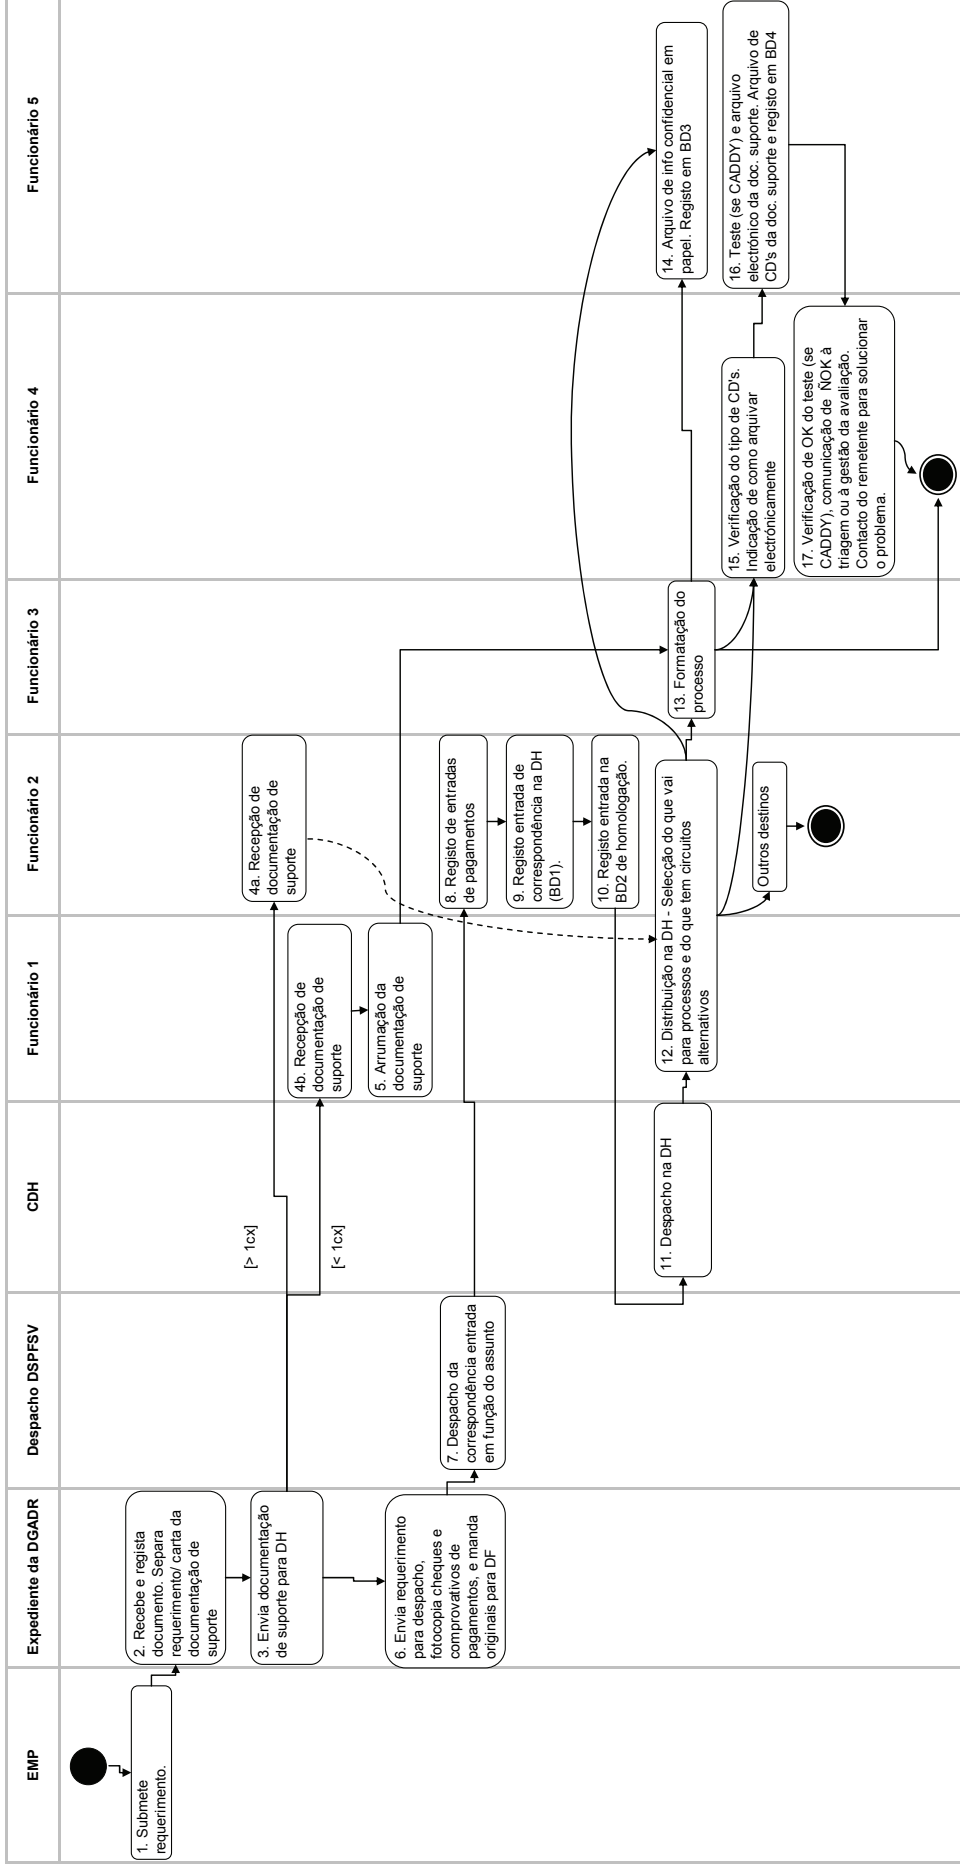 EMP
Expediente da DGADR
Despacho DSPFSV
CDH
Funcionário 1
Funcionário 2
Funcionário 3
Funcionário 4
Funcionário 5
1. Submete
requerimento.
2. Recebe e regista
documento. Separa
requerimento/ carta da
documentação de
suporte
3. Envia documentação
de suporte para DH
[> 1cx]
[< 1cx]
4a. Recepção de
documentação de
suporte
4b. Recepção de
documentação de
suporte
5. Arrumação da
documentação de
suporte
6. Envia requerimento
para despacho,
fotocopia cheques e
comprovativos de
pagamentos, e manda
originais para DF
7. Despacho da
correspondência entrada
em função do assunto
8. Registo de entradas
de pagamentos
9. Registo entrada de
correspondência na DH
(BD1).
10. Registo entrada na
BD2 de homologação.
11. Despacho na DH
12. Distribuição na DH - Selecção do que vai
para processos e do que tem circuitos
alternativos
Outros destinos
13. Formatação do
processo
14. Arquivo de info confidencial em
papel. Registo em BD3
15. Verificação do tipo de CD's.
Indicação de como arquivar
electrónicamente
16. Teste (se CADDY) e arquivo
electrónico da doc. suporte. Arquivo de
CD's da doc. suporte e registo em BD4
17. Verificação de OK do teste (se
CADDY), comunicação de ÑOK à
triagem ou à gestão da avaliação.
Contacto do remetente para solucionar
o problema.